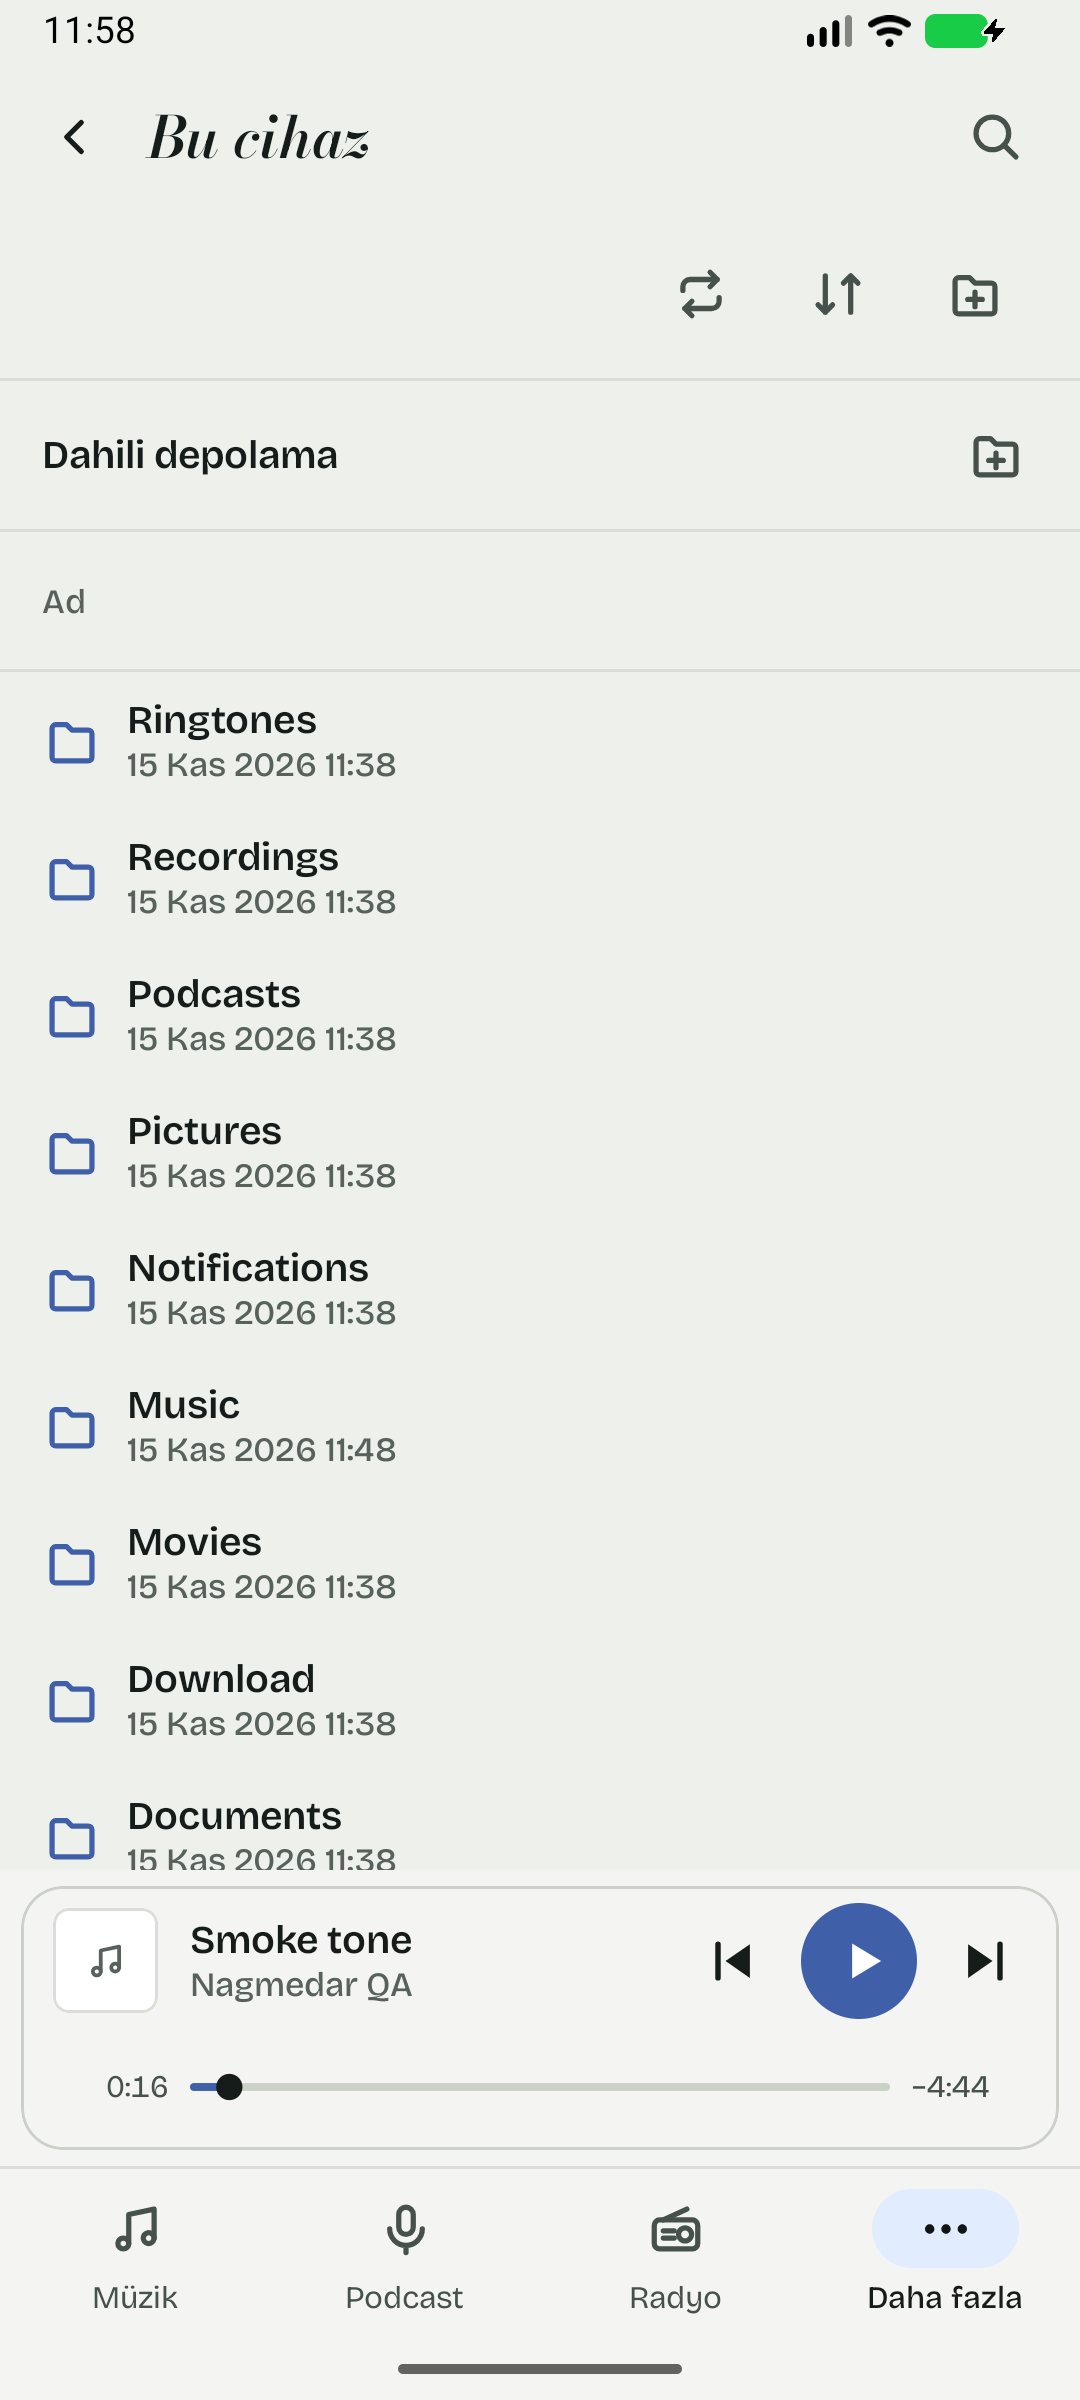 11:58
Bu cihaz
Dahili depolama
Ad
Ringtones
15 Kas 2026 11:38
Recordings
15 Kas 2026 11:38
Podcasts
15 Kas 2026 11:38
Pictures
15 Kas 2026 11:38
Notifications
15 Kas 2026 11:38
Music
15 Kas 2026 11:48
Movies
15 Kas 2026 11:38
Download
15 Kas 2026 11:38
Documents
15 Kas 2026 11:38
Smoke tone
Nagmedar QA
0:16 −4:44
Müzik Podcast Radyo Daha fazla